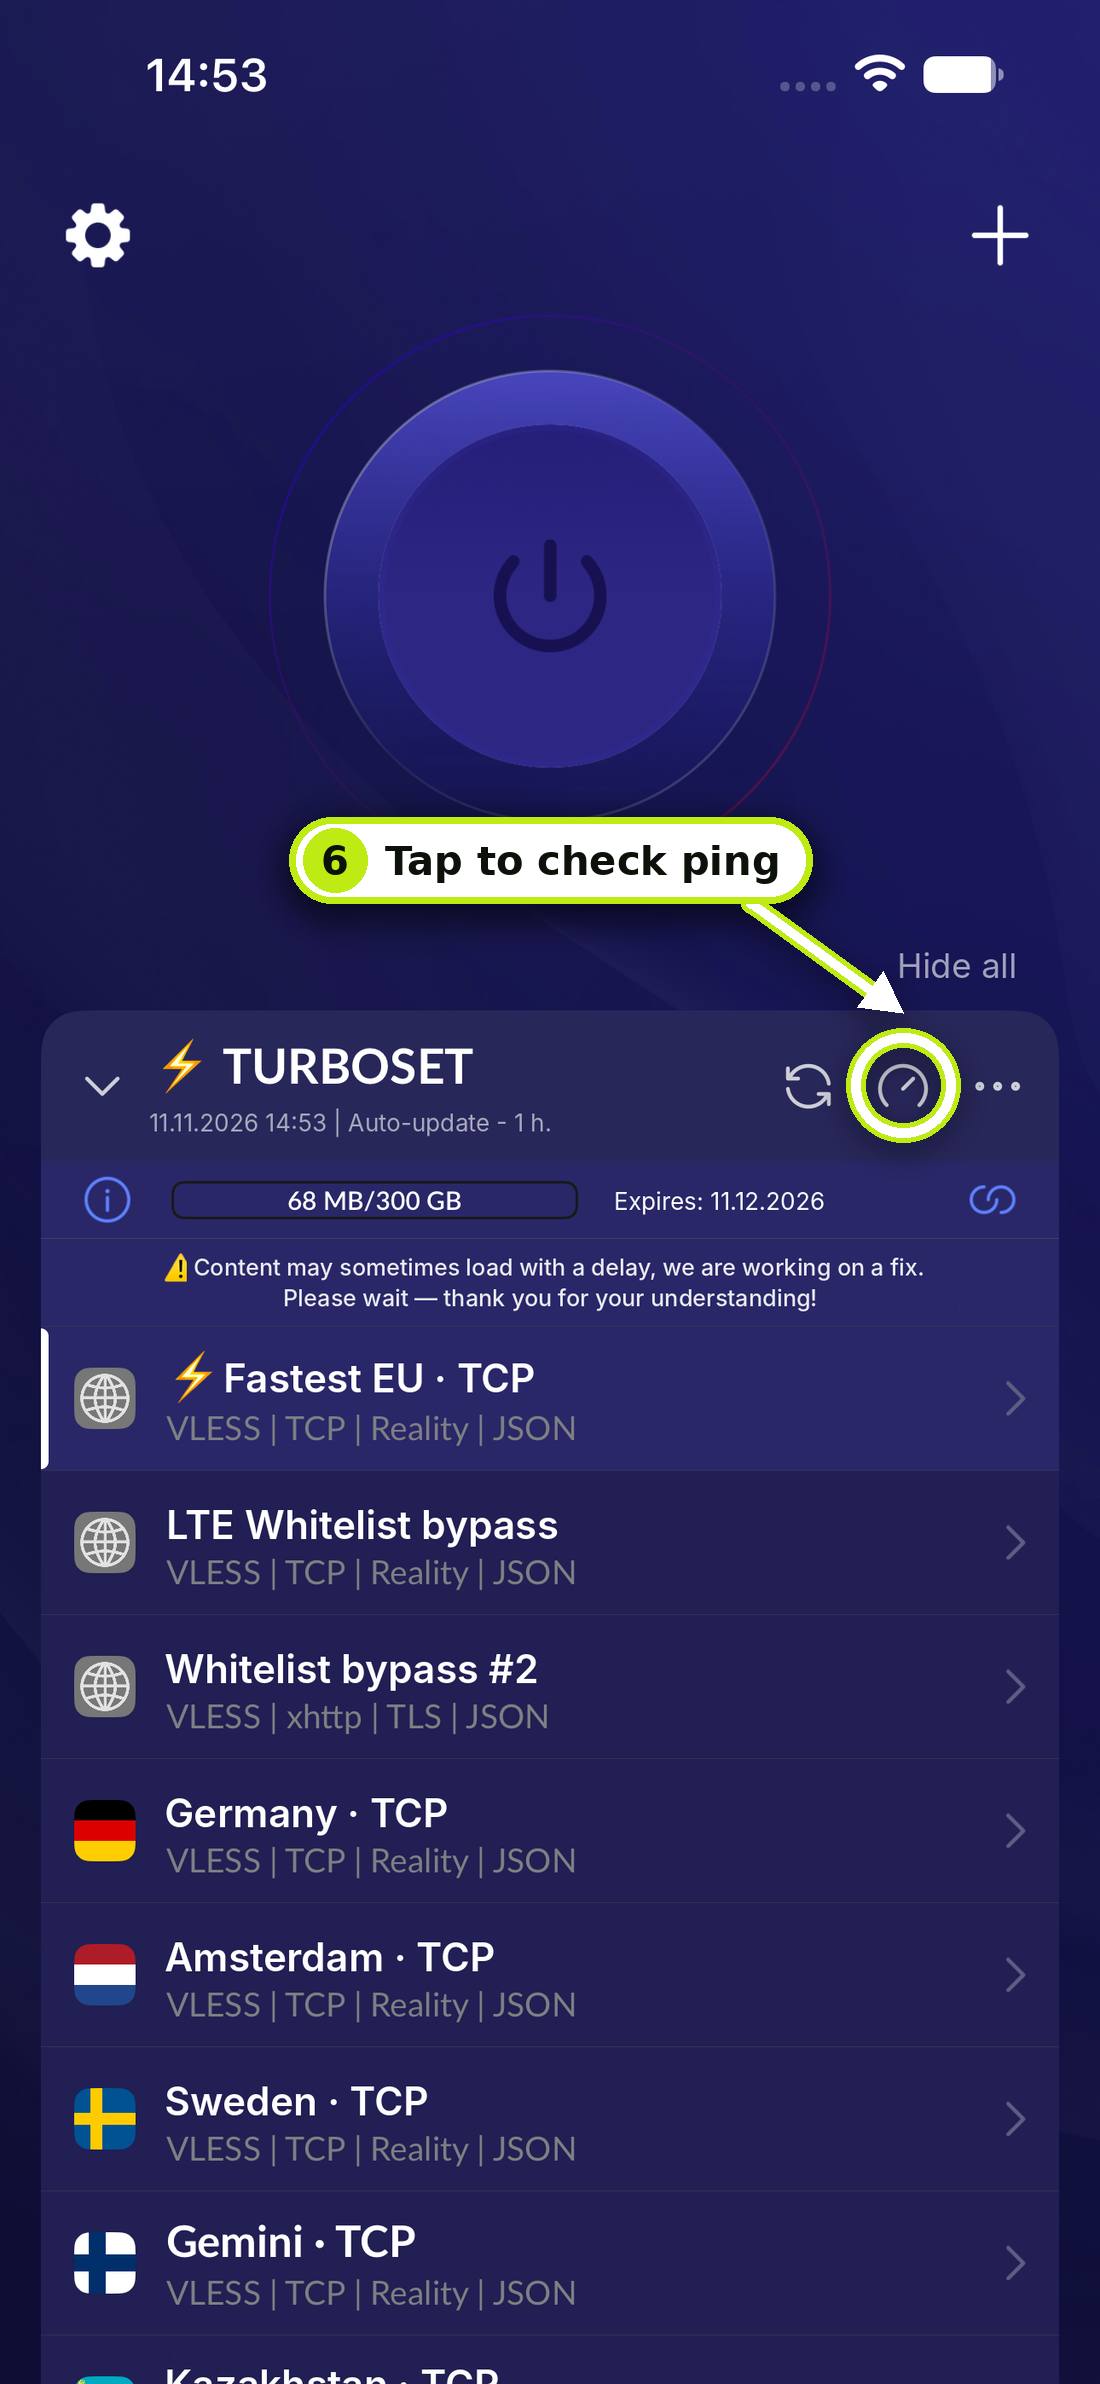 14:53
6 Tap to check ping
Hide all
⚡ TURBOSET
11.11.2026 14:53 | Auto-update - 1 h.
68 MB/300 GB
Expires: 11.12.2026
⚠️Content may sometimes load with a delay, we are working on a fix.
Please wait — thank you for your understanding!
⚡Fastest EU · TCP
VLESS | TCP | Reality | JSON
LTE Whitelist bypass
VLESS | TCP | Reality | JSON
Whitelist bypass #2
VLESS | xhttp | TLS | JSON
Germany · TCP
VLESS | TCP | Reality | JSON
Amsterdam · TCP
VLESS | TCP | Reality | JSON
Sweden · TCP
VLESS | TCP | Reality | JSON
Gemini · TCP
VLESS | TCP | Reality | JSON
Kazakhstan · TCP